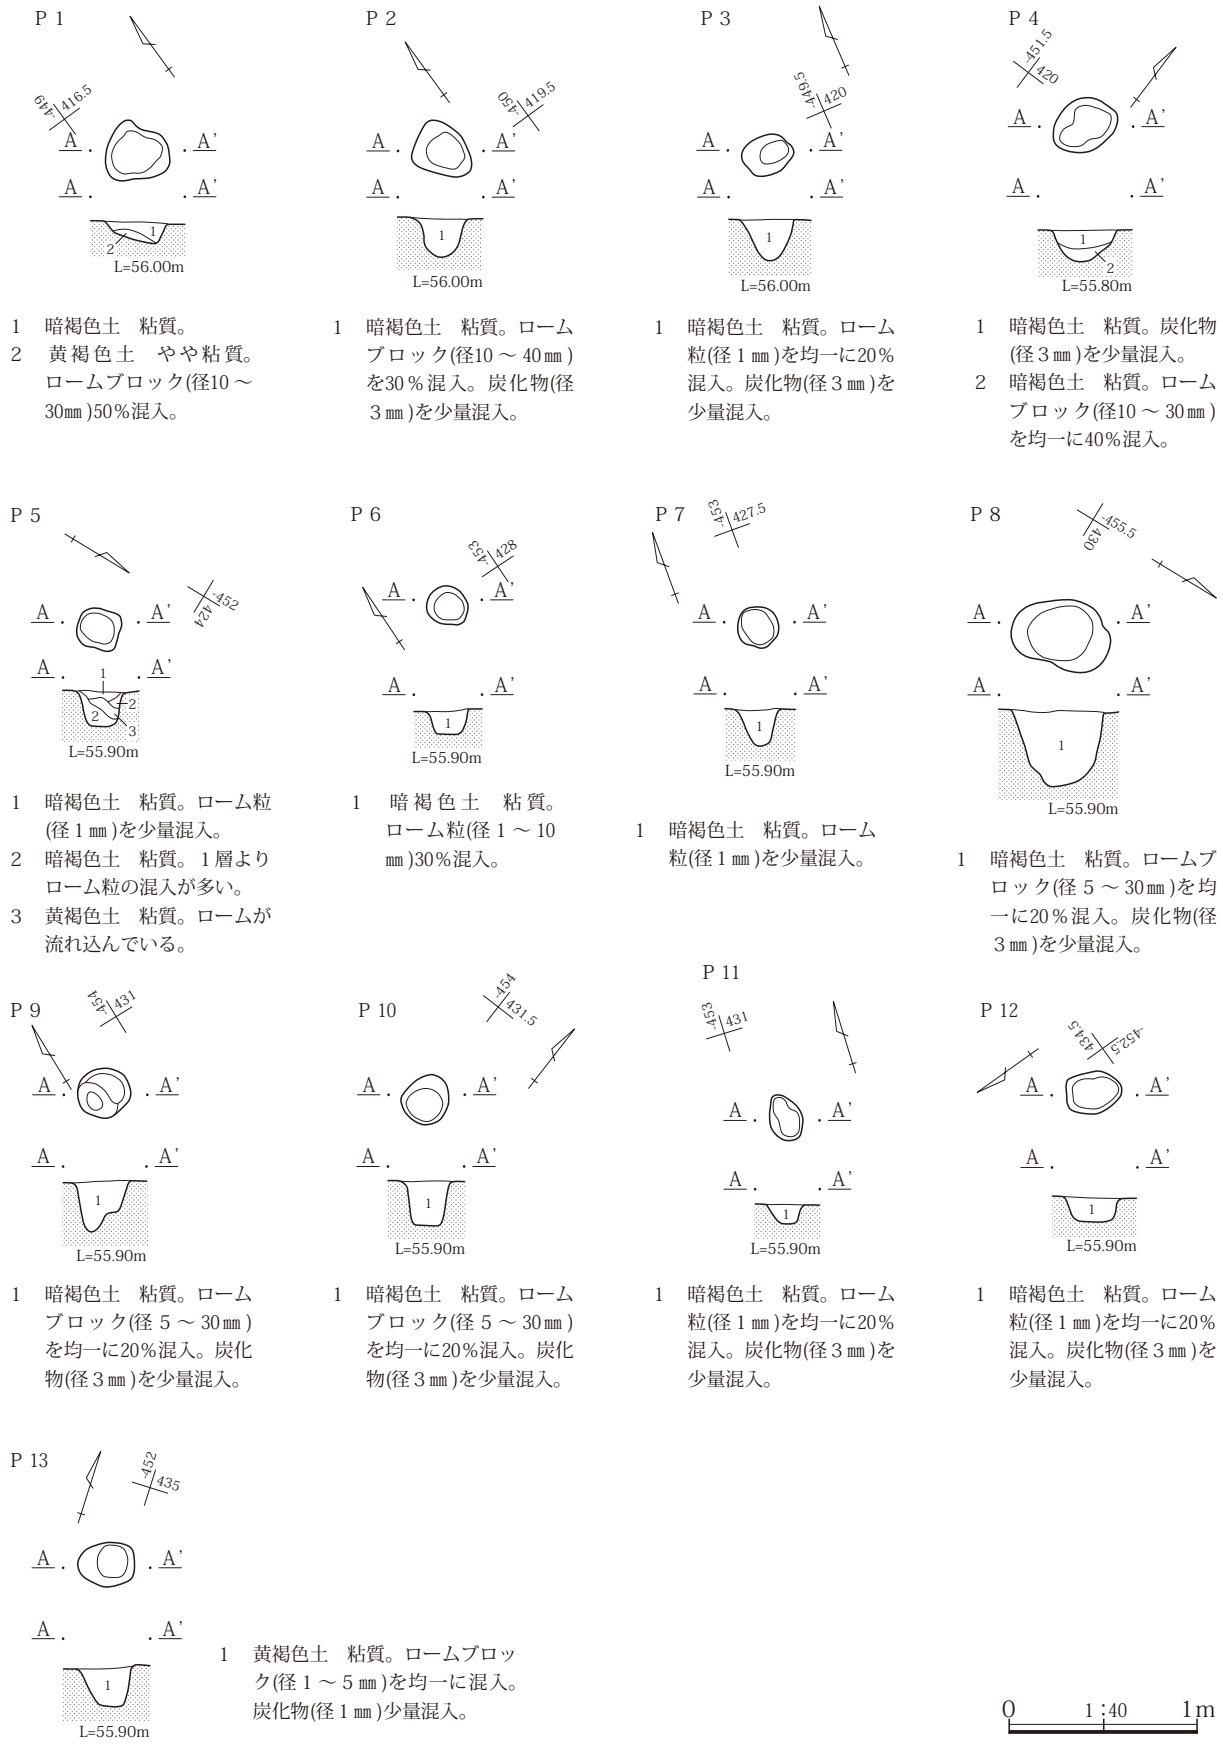 P 1
-449
416.5
A A'
A A'
1
2
L=56.00m
1 暗褐色土 粘質。
2 黄褐色土 やや粘質。
ロームブロック(径10 ～
30㎜)50%混入。
P 2
-450
419.5
A A'
A A'
1
L=56.00m
1 暗褐色土 粘質。ローム
ブロック(径10 ～ 40㎜)
を30％混入。炭化物(径
３㎜)を少量混入。
P 3
-449.5
420
A A'
A A'
1
L=56.00m
1 暗褐色土 粘質。ローム
粒(径１㎜)を均一に20%
混入。炭化物(径３㎜)を
少量混入。
P 4
-451.5
420
A A'
A A'
1
2
L=55.80m
1 暗褐色土 粘質。炭化物
(径３㎜)を少量混入。
2 暗褐色土 粘質。ローム
ブロック(径10 ～ 30㎜)
を均一に40%混入。
P 5
-452
424
A A'
A A'
1
2
2
3
L=55.90m
1 暗褐色土 粘質。ローム粒
(径１㎜)を少量混入。
2 暗褐色土 粘質。１層より
ローム粒の混入が多い。
3 黄褐色土 粘質。ロームが
流れ込んでいる。
P 6
-453
428
A A'
A A'
1
L=55.90m
1 暗褐色土 粘質。
ローム粒(径１～ 10
㎜)30%混入。
P 7
-453
427.5
A A'
A A'
1
L=55.90m
1 暗褐色土 粘質。ローム
粒(径１㎜)を少量混入。
P 8
-455.5
430
A A'
A A'
1
L=55.90m
1 暗褐色土 粘質。ロームブ
ロック(径５～ 30㎜)を均
一に20％混入。炭化物(径
３㎜)を少量混入。
P 9
-454
431
A A'
A A'
1
L=55.90m
1 暗褐色土 粘質。ローム
ブロック(径５～ 30㎜)
を均一に20%混入。炭化
物(径３㎜)を少量混入。
P 10
-454
431.5
A A'
A A'
1
L=55.90m
1 暗褐色土 粘質。ローム
ブロック(径５～ 30㎜)
を均一に20%混入。炭化
物(径３㎜)を少量混入。
P 11
-453
431
A A'
A A'
1
L=55.90m
1 暗褐色土 粘質。ローム
粒(径１㎜)を均一に20%
混入。炭化物(径３㎜)を
少量混入。
P 12
434.5
-452.5
A A'
A A'
1
L=55.90m
1 暗褐色土 粘質。ローム
粒(径１㎜)を均一に20%
混入。炭化物(径３㎜)を
少量混入。
P 13
-452
435
A A'
A A'
1
L=55.90m
1 黄褐色土 粘質。ロームブロッ
ク(径１～５㎜)を均一に混入。
炭化物(径１㎜)少量混入。
0 1:40 1m